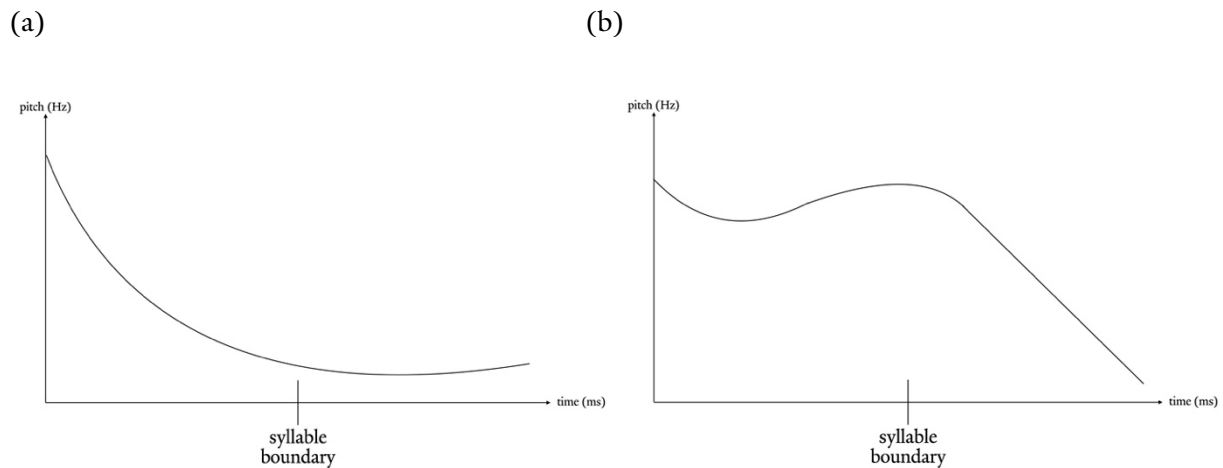 (a)
pitch (Hz)
time (ms)
syllable
boundary
(b)
pitch (Hz)
time (ms)
syllable
boundary